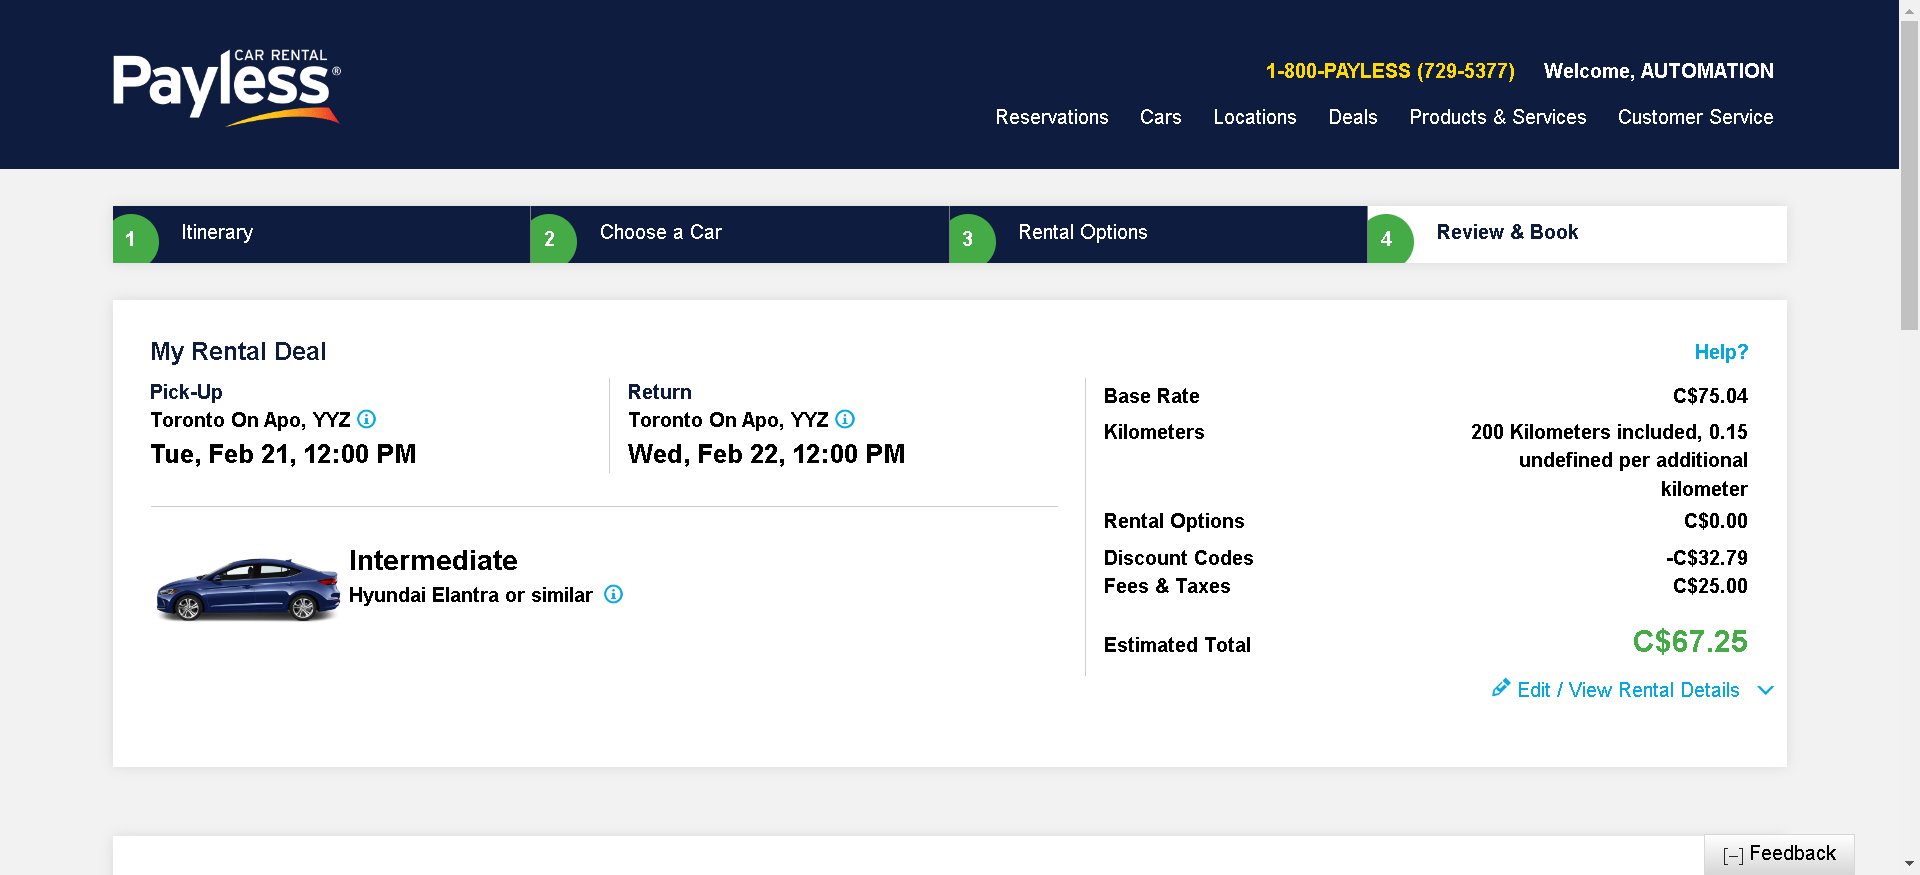 CAR RENTAL
Payless®
1-800-PAYLESS (729-5377) Welcome, AUTOMATION
Reservations Cars Locations Deals Products & Services Customer Service
1 Itinerary 2 Choose a Car 3 Rental Options 4 Review & Book
My Rental Deal
Help?
Pick-Up
Toronto On Apo, YYZ
Tue, Feb 21, 12:00 PM
Return
Toronto On Apo, YYZ
Wed, Feb 22, 12:00 PM
Intermediate
Hyundai Elantra or similar
Base Rate C$75.04
Kilometers 200 Kilometers included, 0.15
undefined per additional
kilometer
Rental Options C$0.00
Discount Codes -C$32.79
Fees & Taxes C$25.00
Estimated Total C$67.25
Edit / View Rental Details
[–] Feedback